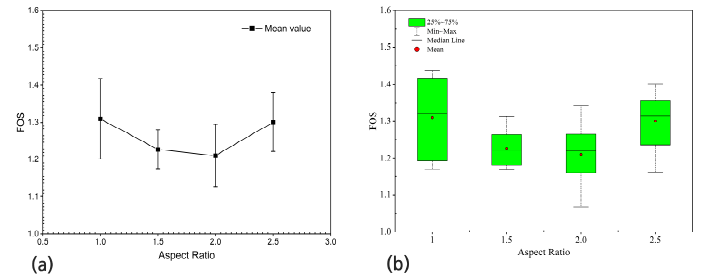 1.6
1.5
1.4
1.3
1.2
1.1
1.0
FOS
Mean value
0.5 1.0 1.5 2.0 2.5 3.0
Aspect Ratio
(a)
1.6
1.5
1.4
1.3
1.2
1.1
1.0
FOS
25%~75%
Min~Max
Median Line
Mean
1 1.5 2.0 2.5
Aspect Ratio
(b)